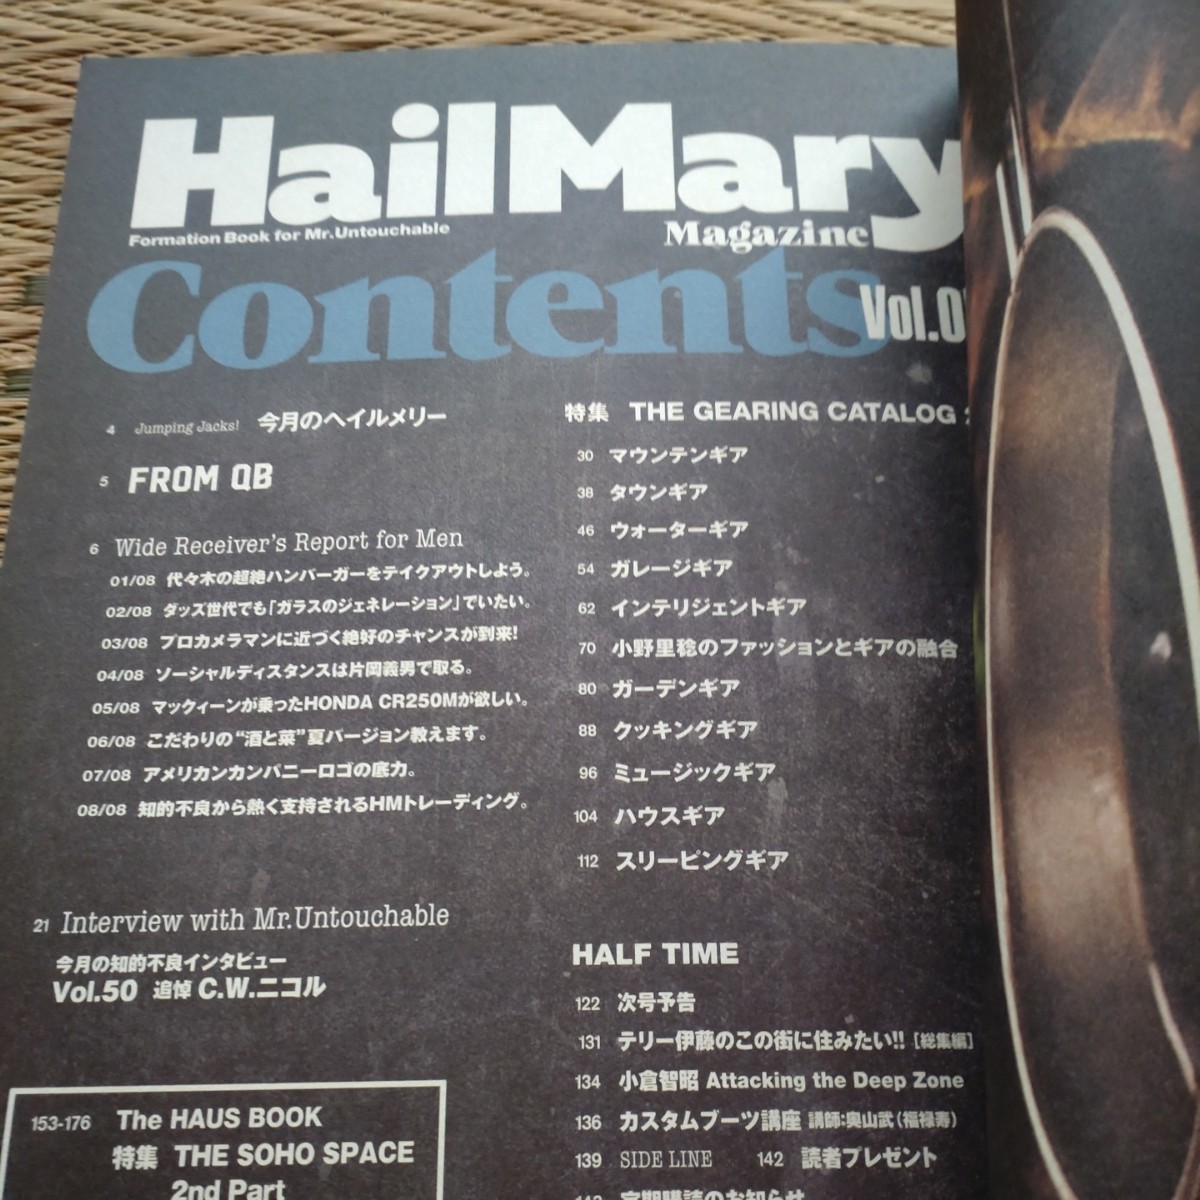 HailMary
Formation Book for Mr.Untouchable
Magazine
Contents
4 Jumping Jacks! 今月のヘイルメリー
5 FROM QB
6 Wide Receiver's Report for Men
01/08 代々木の超絶ハンバーガーをテイクアウトしよう。
02/08 ダッズ世代でも「ガラスのジェネレーション」でいたい。
03/08 プロカメラマンに近づく絶好のチャンスが到来!
04/08 ソーシャルディスタンスは片岡義男で取る。
05/08 マックィーンが乗ったHONDA CR250Mが欲しい。
06/08 こだわりの“酒と菜”夏バージョン教えます。
07/08 アメリカンカンパニーロゴの底力。
08/08 知的不良から熱く支持されるHMトレーディング。
21 Interview with Mr.Untouchable
今月の知的不良インタビュー
Vol.50 追悼 C.W.ニコル
153-176 The HAUS BOOK
特集 THE SOHO SPACE
2nd Part
特集 THE GEARING CATALOG
30 マウンテンギア
38 タウンギア
46 ウォーターギア
54 ガレージギア
62 インテリジェントギア
70 小野里稔のファッションとギアの融合
80 ガーデンギア
88 クッキングギア
96 ミュージックギア
104 ハウスギア
112 スリーピングギア
HALF TIME
122 次号予告
131 テリー伊藤のこの街に住みたい!! [総集編]
134 小倉智昭 Attacking the Deep Zone
136 カスタムブーツ講座 講師:奥山武(福禄寿)
139 SIDE LINE 142 読者プレゼント
定期購読のお知らせ